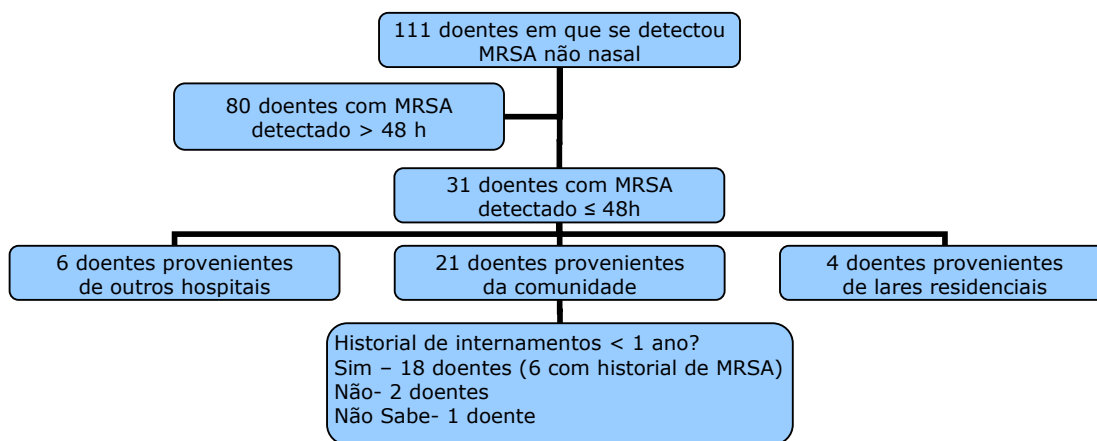 111 doentes em que se detectou
MRSA não nasal
80 doentes com MRSA
detectado > 48 h
31 doentes com MRSA
detectado ≤ 48h
6 doentes provenientes
de outros hospitais
21 doentes provenientes
da comunidade
4 doentes provenientes
de lares residenciais
Historial de internamentos < 1 ano?
Sim – 18 doentes (6 com historial de MRSA)
Não- 2 doentes
Não Sabe- 1 doente